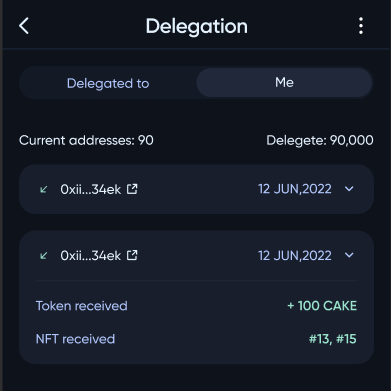 Delegation
Delegated to
Me
Current addresses: 90
Delegete: 90,000
0xii...34ek
12 JUN,2022
0xii...34ek
12 JUN,2022
Token received
+ 100 CAKE
NFT received
#13, #15